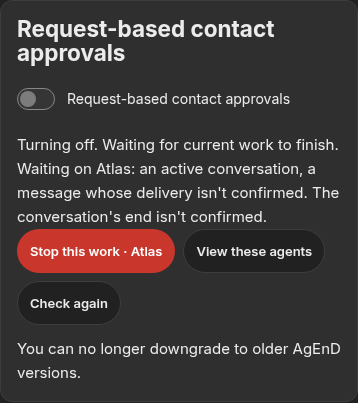 Request-based contact
approvals
Request-based contact approvals
Turning off. Waiting for current work to finish.
Waiting on Atlas: an active conversation, a
message whose delivery isn't confirmed. The
conversation's end isn't confirmed.
Stop this work · Atlas
View these agents
Check again
You can no longer downgrade to older AgEnD
versions.